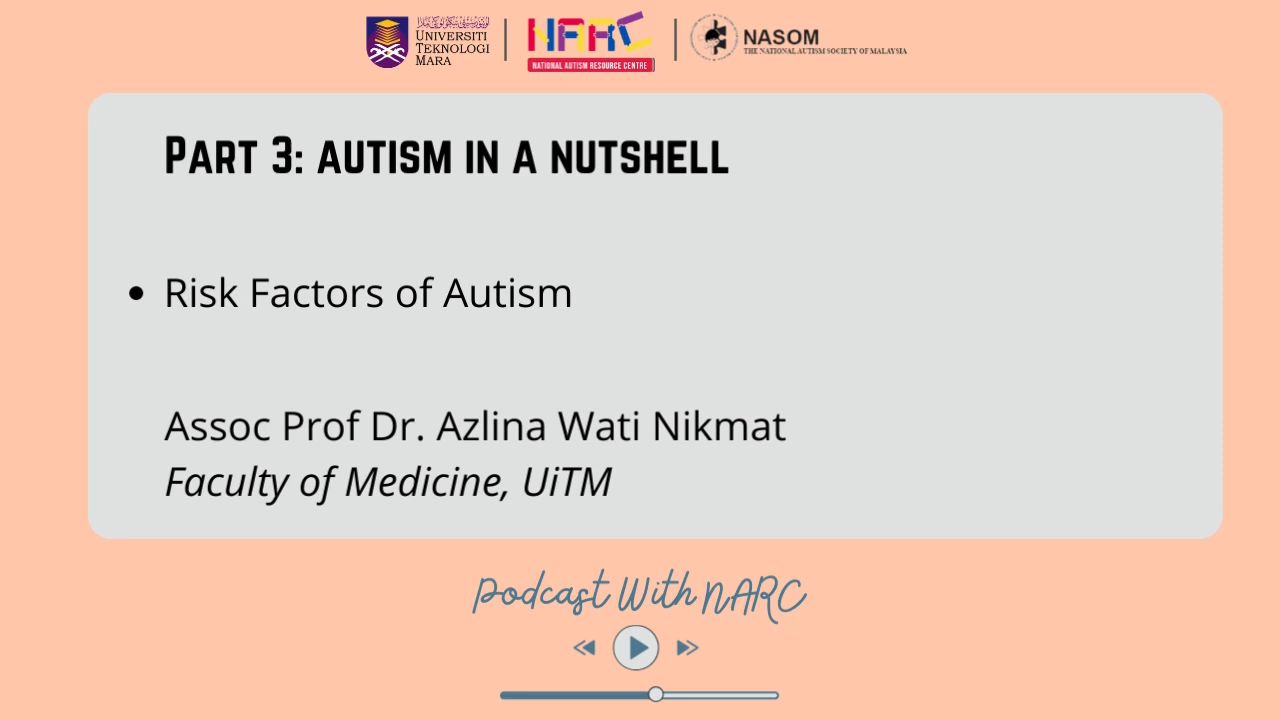 UNIVERSITI
TEKNOLOGI
MARA
NARC
NATIONAL AUTISM RESOURCE CENTRE
NASOM
THE NATIONAL AUTISM SOCIETY OF MALAYSIA
PART 3: AUTISM IN A NUTSHELL
• Risk Factors of Autism
Assoc Prof Dr. Azlina Wati Nikmat
Faculty of Medicine, UiTM
Podcast With NARC